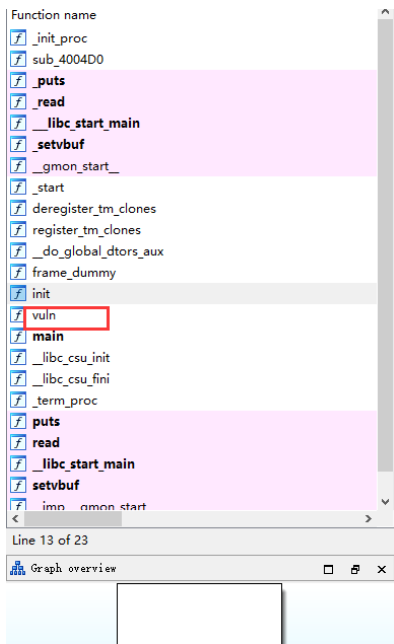 Function name
f _init_proc
f sub_4004D0
f _puts
f _read
f __libc_start_main
f _setvbuf
f __gmon_start__
f _start
f deregister_tm_clones
f register_tm_clones
f __do_global_dtors_aux
f frame_dummy
f init
f vuln
f main
f __libc_csu_init
f __libc_csu_fini
f _term_proc
f puts
f read
f __libc_start_main
f setvbuf
f __imp___gmon_start
Line 13 of 23
Graph overview